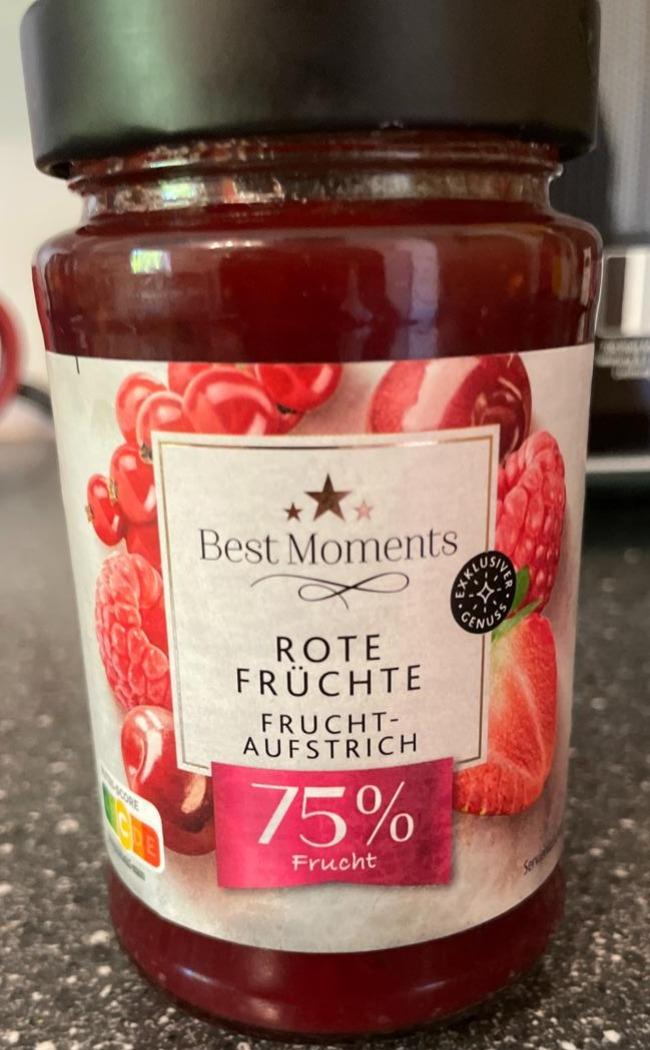 Best Moments
EXKLUSIVER
GENUSS
ROTE
FRÜCHTE
FRUCHT-
AUFSTRICH
75%
Frucht
C D E